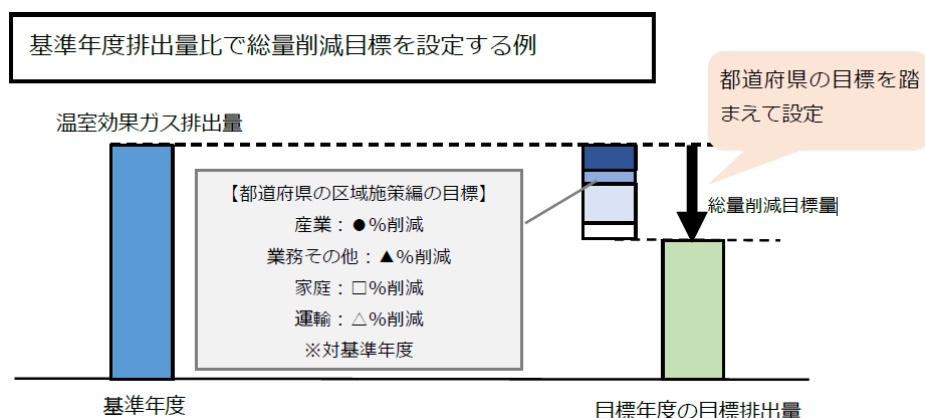 基準年度排出量比で総量削減目標を設定する例
都道府県の目標を踏
まえて設定
温室効果ガス排出量
【都道府県の区域施策編の目標】
産業：●%削減
業務その他：▲%削減
家庭：□%削減
運輸：△%削減
※対基準年度
総量削減目標量
基準年度
目標年度の目標排出量